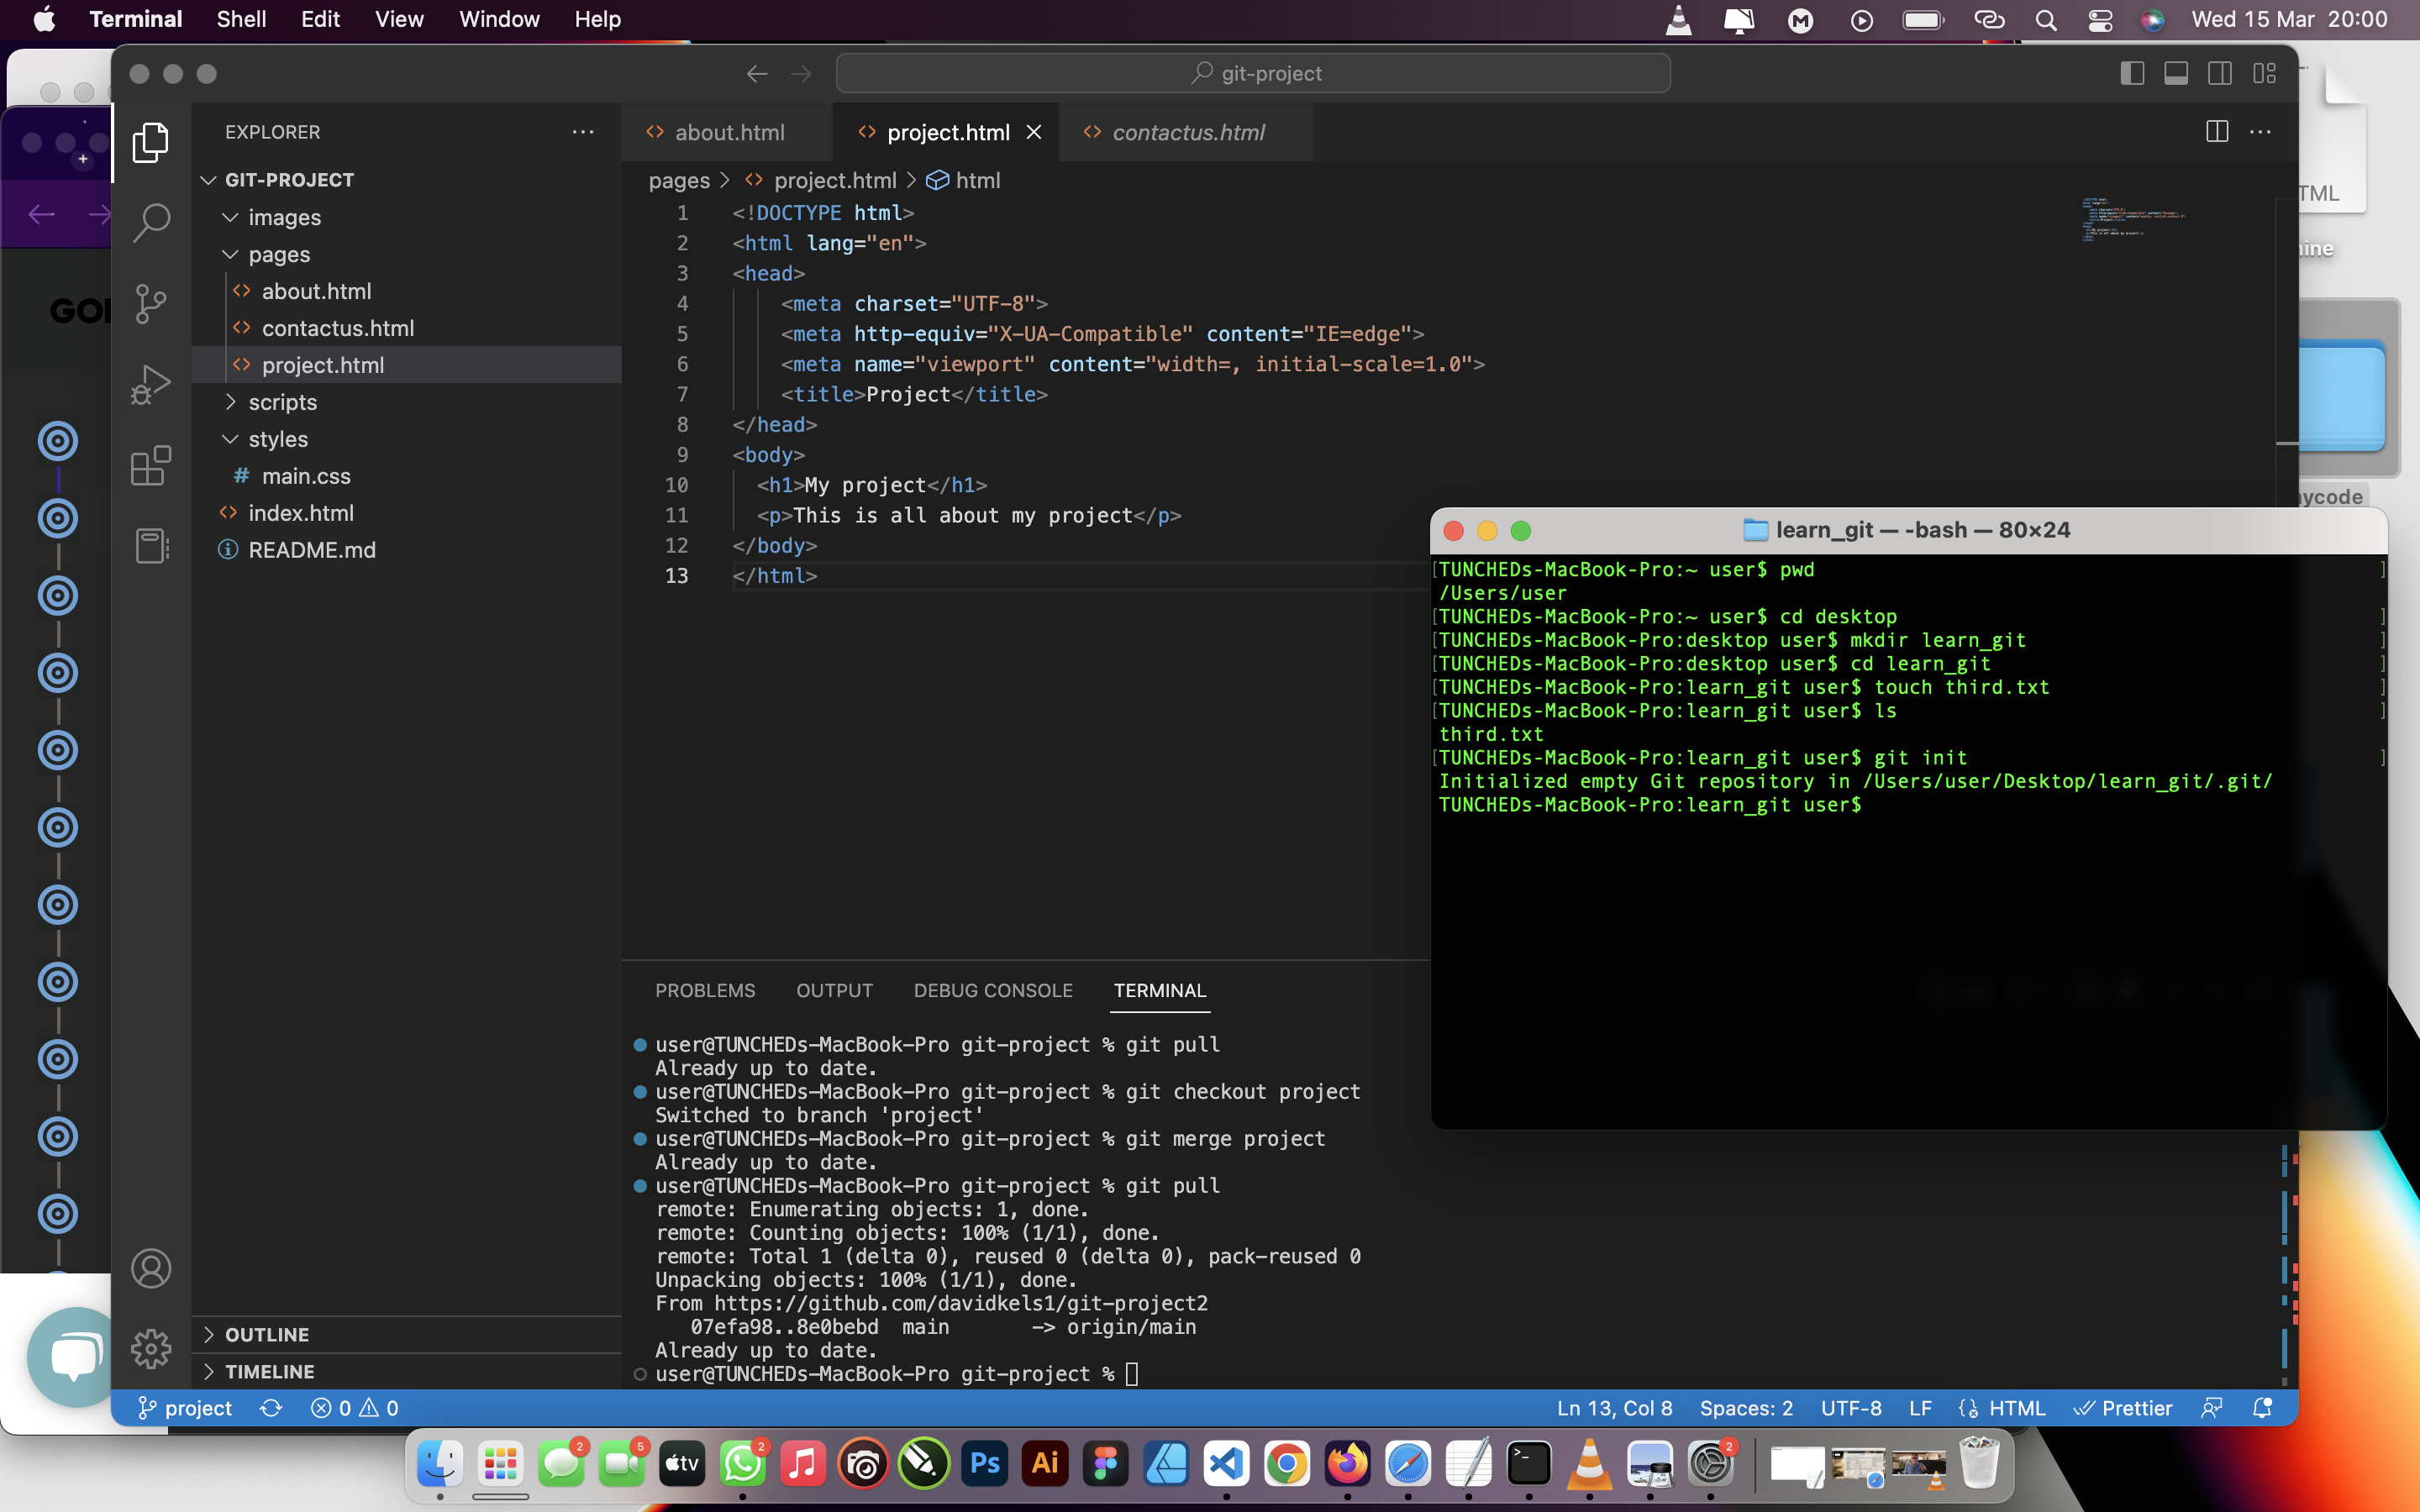 Terminal Shell Edit View Window Help Wed 15 Mar 20:00
git-project
EXPLORER
GIT-PROJECT
images
pages
about.html
contactus.html
project.html
scripts
styles
# main.css
index.html
README.md
OUTLINE
TIMELINE
about.html project.html contactus.html
pages > project.html > html
1 <!DOCTYPE html>
2 <html lang="en">
3 <head>
4 <meta charset="UTF-8">
5 <meta http-equiv="X-UA-Compatible" content="IE=edge">
6 <meta name="viewport" content="width=, initial-scale=1.0">
7 <title>Project</title>
8 </head>
9 <body>
10 <h1>My project</h1>
11 <p>This is all about my project</p>
12 </body>
13 </html>
learn_git — -bash — 80×24
[TUNCHEDs-MacBook-Pro:~ user$ pwd ]
/Users/user
[TUNCHEDs-MacBook-Pro:~ user$ cd desktop ]
[TUNCHEDs-MacBook-Pro:desktop user$ mkdir learn_git ]
[TUNCHEDs-MacBook-Pro:desktop user$ cd learn_git ]
[TUNCHEDs-MacBook-Pro:learn_git user$ touch third.txt ]
[TUNCHEDs-MacBook-Pro:learn_git user$ ls ]
third.txt
[TUNCHEDs-MacBook-Pro:learn_git user$ git init ]
Initialized empty Git repository in /Users/user/Desktop/learn_git/.git/
TUNCHEDs-MacBook-Pro:learn_git user$
PROBLEMS OUTPUT DEBUG CONSOLE TERMINAL
user@TUNCHEDs-MacBook-Pro git-project % git pull
Already up to date.
user@TUNCHEDs-MacBook-Pro git-project % git checkout project
Switched to branch 'project'
user@TUNCHEDs-MacBook-Pro git-project % git merge project
Already up to date.
user@TUNCHEDs-MacBook-Pro git-project % git pull
remote: Enumerating objects: 1, done.
remote: Counting objects: 100% (1/1), done.
remote: Total 1 (delta 0), reused 0 (delta 0), pack-reused 0
Unpacking objects: 100% (1/1), done.
From https://github.com/davidkels1/git-project2
07efa98..8e0bebd main -> origin/main
Already up to date.
user@TUNCHEDs-MacBook-Pro git-project %
project 0 0 Ln 13, Col 8 Spaces: 2 UTF-8 LF HTML Prettier
2 5 tv 2 Ps Ai 2